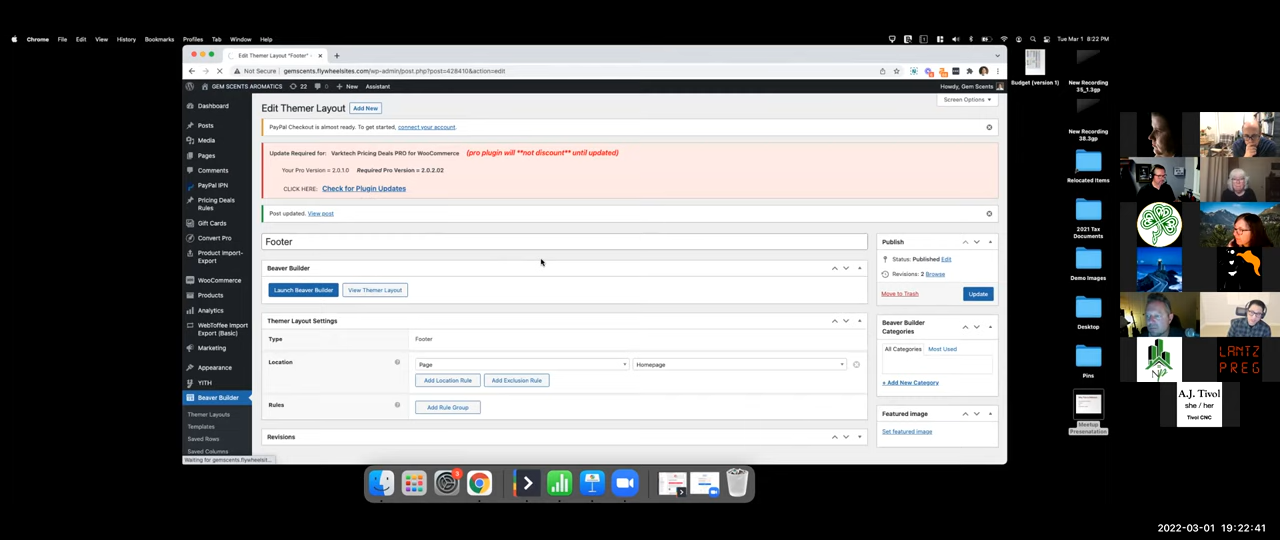 Chrome File Edit View History Bookmarks Profiles Tab Window Help
Tue Mar 1 8:22 PM
Edit Themer Layout "Footer" ‹
Not Secure | gemscents.flywheelsites.com/wp-admin/post.php?post=428410&action=edit
GEM SCENTS AROMATICS 22 0 New Assistant
Howdy, Gem Scents
Screen Options
Dashboard
Posts
Media
Pages
Comments
PayPal IPN
Pricing Deals
Rules
Gift Cards
Convert Pro
Product Import-
Export
WooCommerce
Products
Analytics
WebToffee Import
Export (Basic)
Marketing
Appearance
YITH
Beaver Builder
Themer Layouts
Templates
Saved Rows
Saved Columns
Waiting for gemscents.flywheelsit...
Edit Themer Layout
Add New
PayPal Checkout is almost ready. To get started, connect your account.
Update Required for: Varktech Pricing Deals PRO for WooCommerce (pro plugin will **not discount** until updated)
Your Pro Version = 2.0.1.0 Required Pro Version = 2.0.2.02
CLICK HERE: Check for Plugin Updates
Post updated. View post
Footer
Beaver Builder
Launch Beaver Builder View Themer Layout
Themer Layout Settings
Type Footer
Location Page Homepage
Add Location Rule Add Exclusion Rule
Rules Add Rule Group
Revisions
Publish
Status: Published Edit
Revisions: 2 Browse
Move to Trash Update
Beaver Builder
Categories
All Categories Most Used
+ Add New Category
Featured image
Set featured image
Budget (version 1)
New Recording
35_1.3gp
New Recording
38.3gp
Relocated Items
2021 Tax
Documents
Demo Images
Desktop
Pins
Meetup
Presenatation
3
LANTZ
PREG
A.J. Tivol
she / her
Tivol CNC
2022-03-01 19:22:41